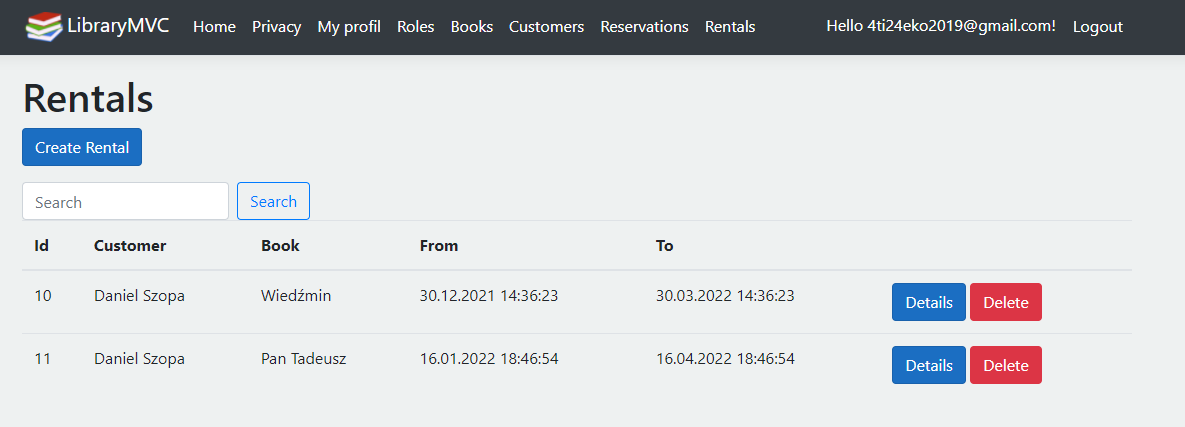 LibraryMVC Home Privacy My profil Roles Books Customers Reservations Rentals Hello 4ti24eko2019@gmail.com! Logout
Rentals
Create Rental
Search Search
Id Customer Book From To
10 Daniel Szopa Wiedźmin 30.12.2021 14:36:23 30.03.2022 14:36:23 Details Delete
11 Daniel Szopa Pan Tadeusz 16.01.2022 18:46:54 16.04.2022 18:46:54 Details Delete